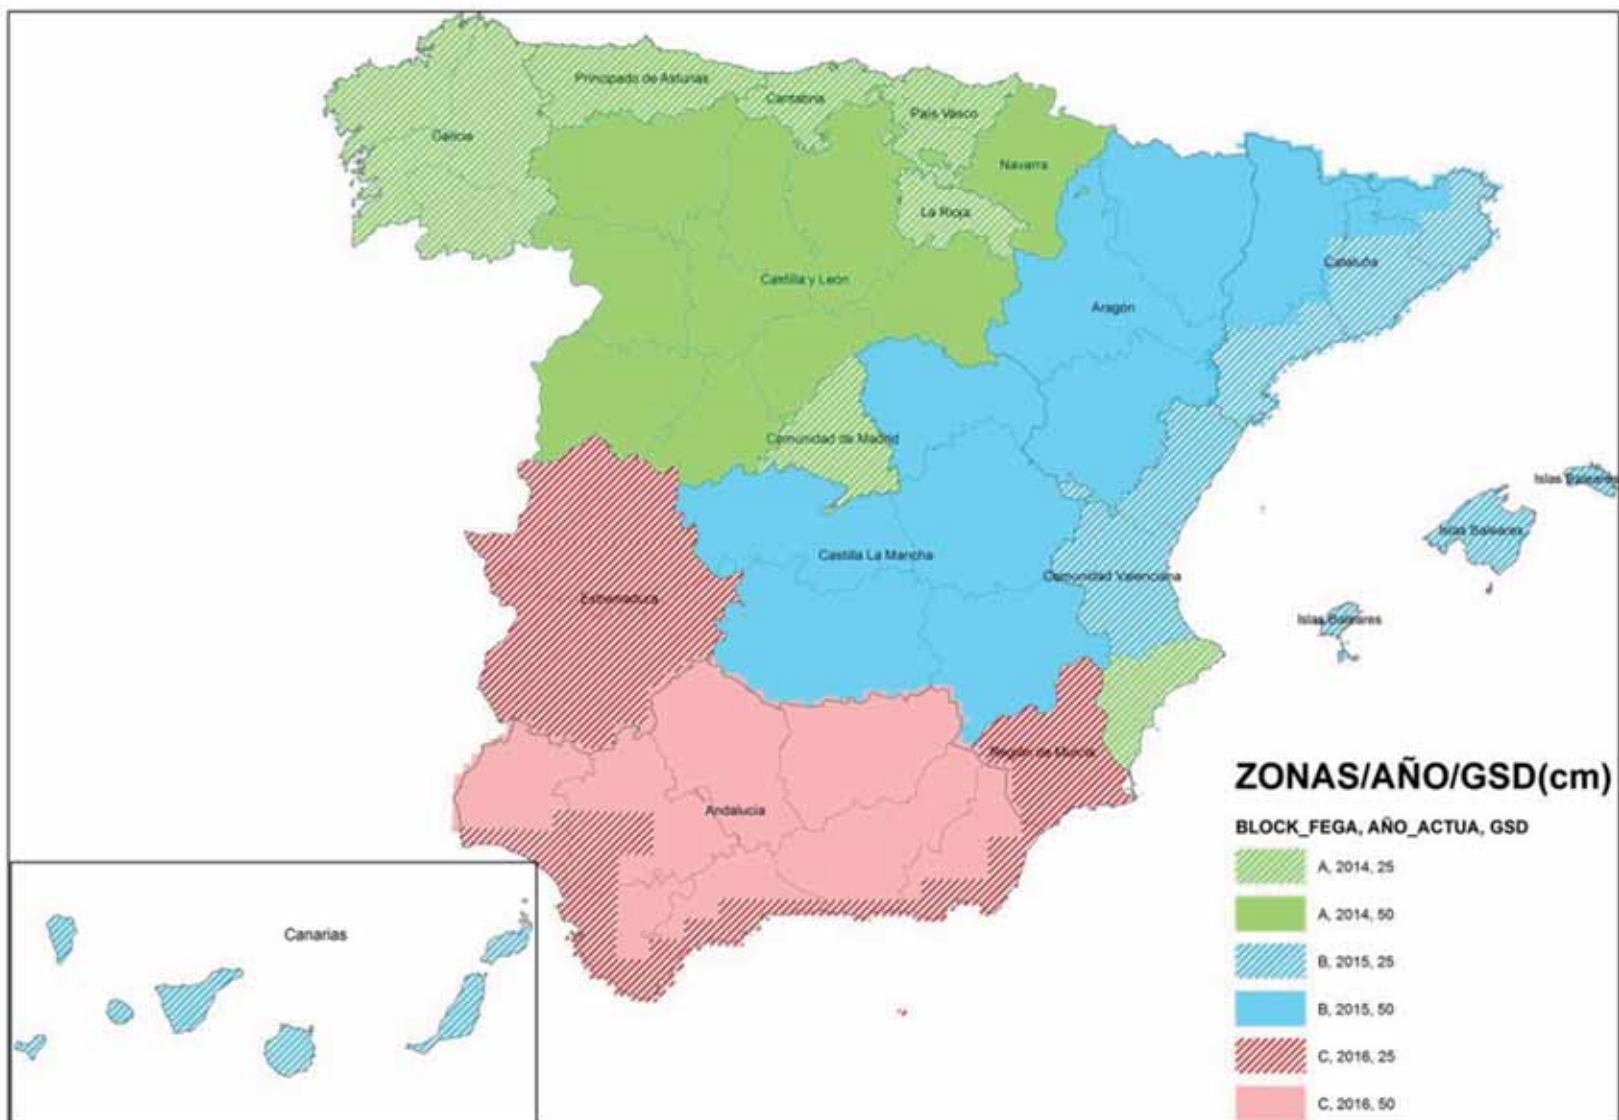 Principado de Asturias
Cantabria
País Vasco
Galicia
Navarra
La Rioja
Cataluña
Castilla y León
Aragón
Comunidad de Madrid
Islas Baleares
Islas Baleares
Castilla La Mancha
Comunidad Valenciana
Extremadura
Islas Baleares
Región de Murcia
Andalucía
Canarias
ZONAS/AÑO/GSD(cm)
BLOCK_FEGA, AÑO_ACTUA, GSD
A, 2014, 25
A, 2014, 50
B, 2015, 25
B, 2015, 50
C, 2016, 25
C, 2016, 50